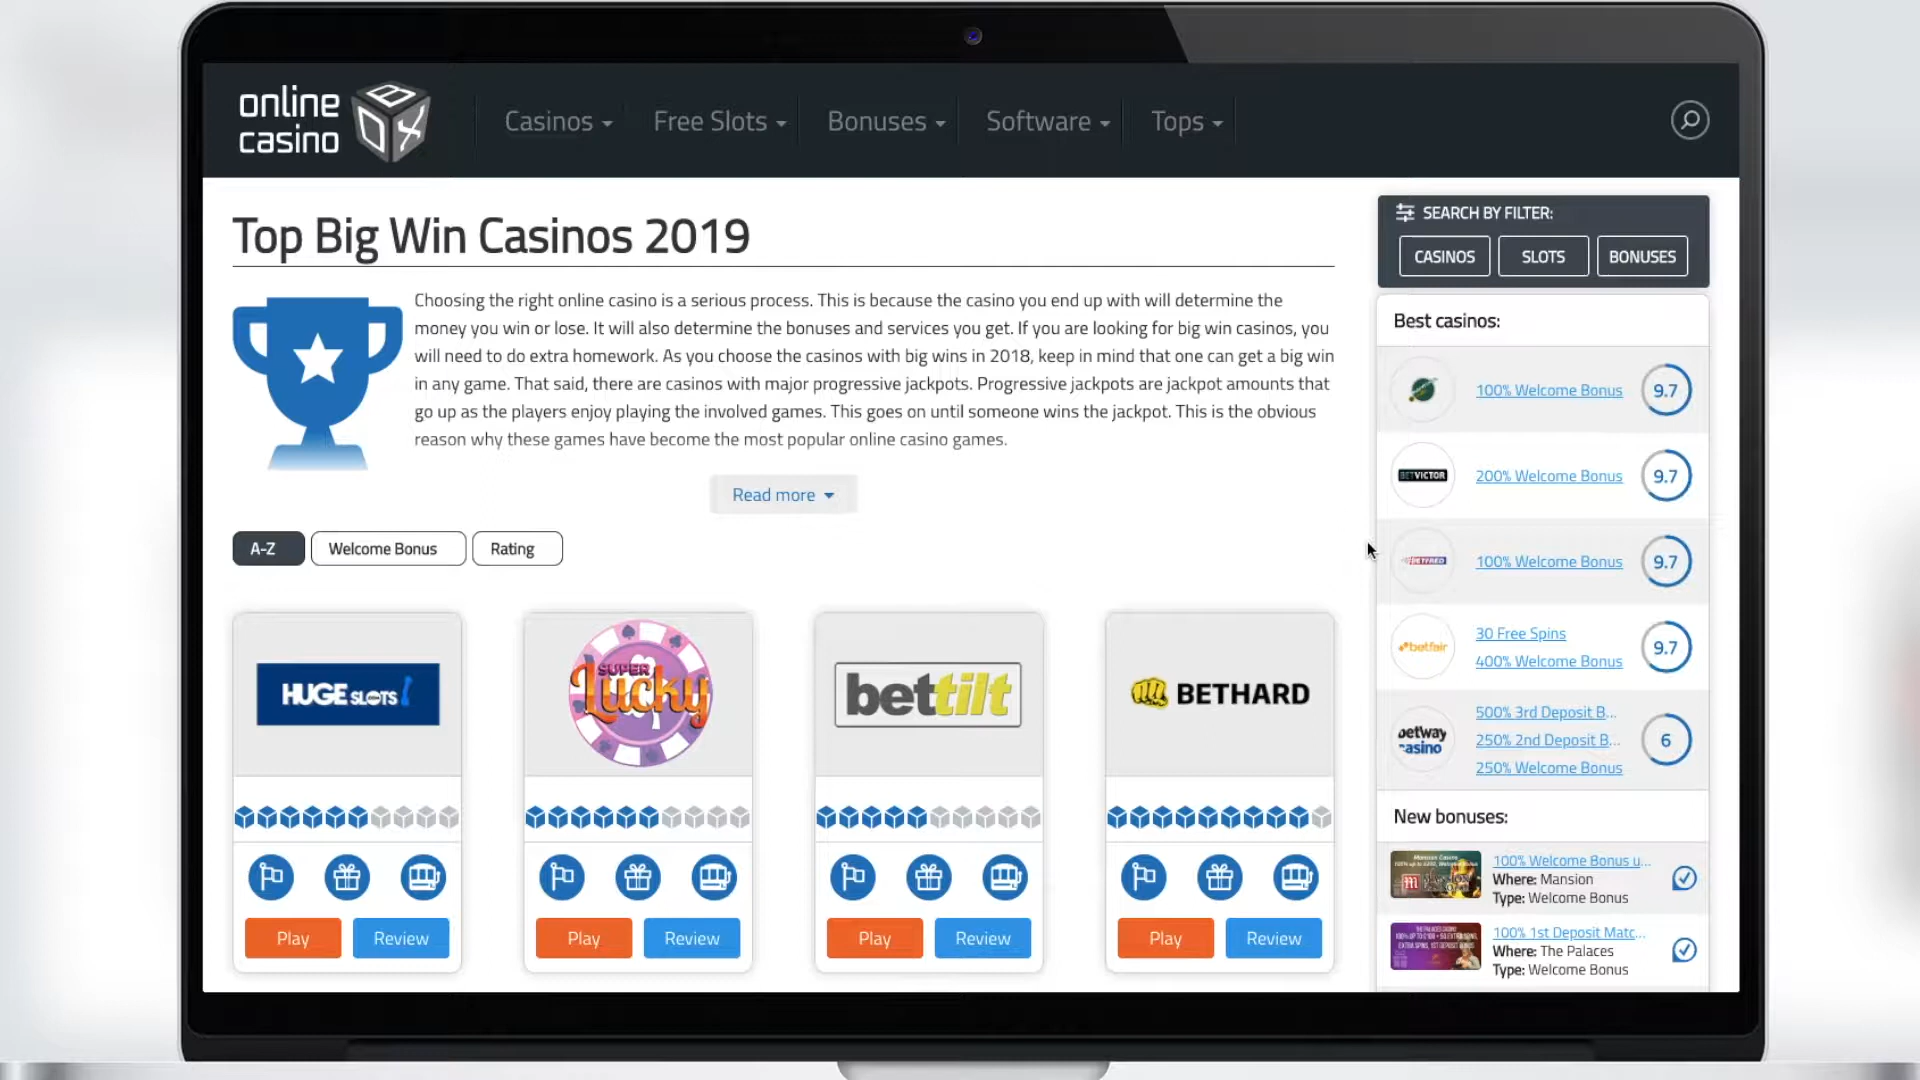 online
casino
BOX
Casinos
Free Slots
Bonuses
Software
Tops
Top Big Win Casinos 2019
Choosing the right online casino is a serious process. This is because the casino you end up with will determine the
money you win or lose. It will also determine the bonuses and services you get. If you are looking for big win casinos, you
will need to do extra homework. As you choose the casinos with big wins in 2018, keep in mind that one can get a big win
in any game. That said, there are casinos with major progressive jackpots. Progressive jackpots are jackpot amounts that
go up as the players enjoy playing the involved games. This goes on until someone wins the jackpot. This is the obvious
reason why these games have become the most popular online casino games.
Read more
A-Z
Welcome Bonus
Rating
HUGE SLOTS
SUPER
Lucky
bettilt
BETHARD
Play
Review
Play
Review
Play
Review
Play
Review
SEARCH BY FILTER:
CASINOS
SLOTS
BONUSES
Best casinos:
100% Welcome Bonus
9.7
BETVICTOR
200% Welcome Bonus
9.7
BETFRED
100% Welcome Bonus
9.7
betfair
30 Free Spins
400% Welcome Bonus
9.7
betway
casino
500% 3rd Deposit B...
250% 2nd Deposit B...
250% Welcome Bonus
6
New bonuses:
Mansion Casino
100% Welcome Bonus u...
Where: Mansion
Type: Welcome Bonus
100% 1st Deposit Matc...
Where: The Palaces
Type: Welcome Bonus